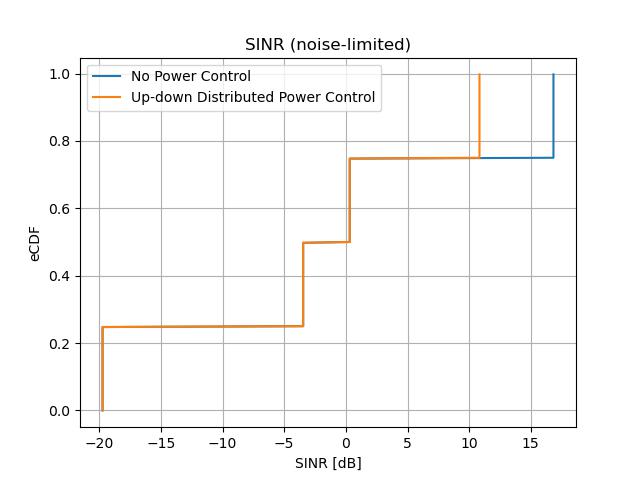 SINR (noise-limited)
No Power Control
Up-down Distributed Power Control
1.0
0.8
0.6
0.4
0.2
0.0
eCDF
−20 −15 −10 −5 0 5 10 15
SINR [dB]